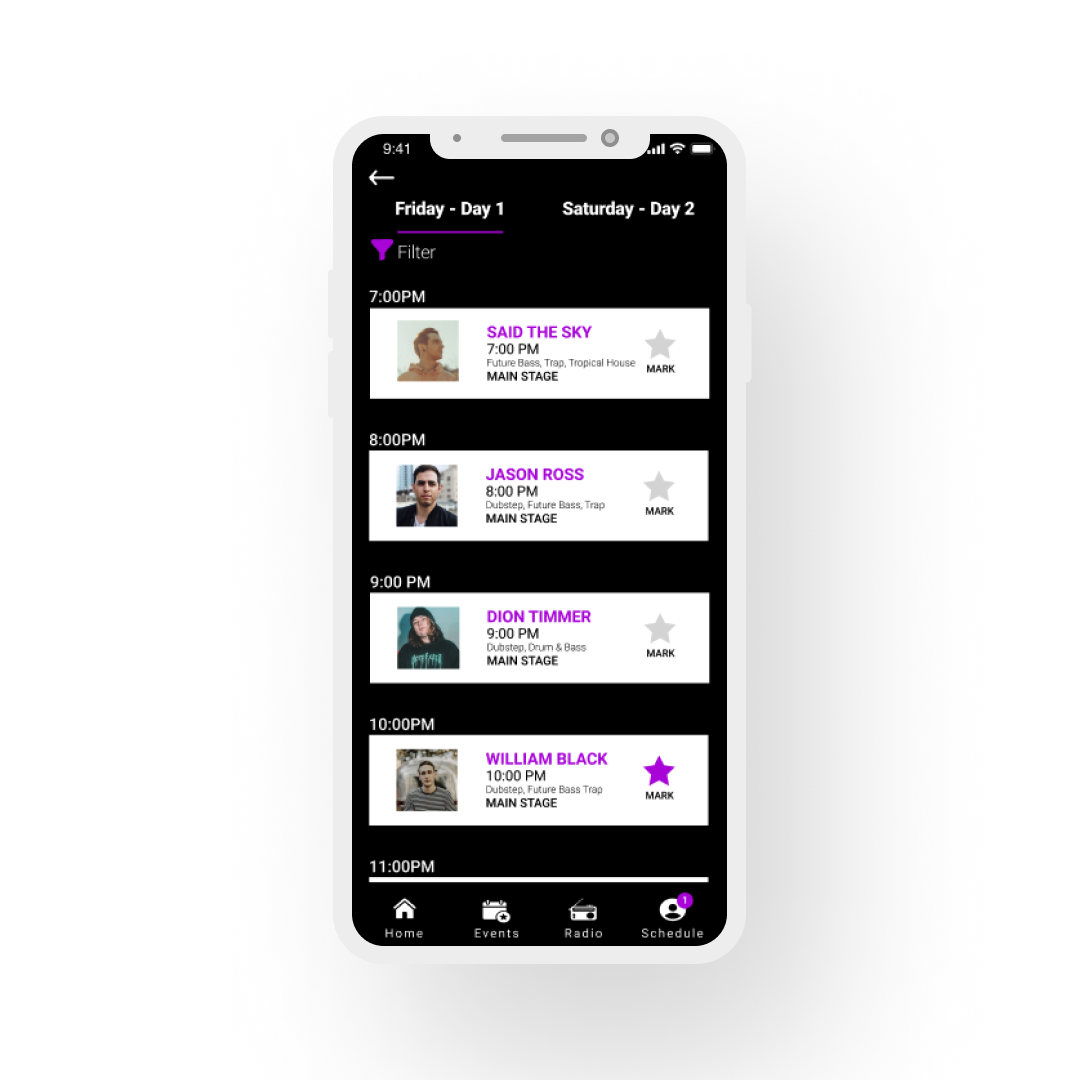 9:41
Friday - Day 1
Saturday - Day 2
Filter
7:00PM
SAID THE SKY
7:00 PM
Future Bass, Trap, Tropical House
MAIN STAGE
MARK
8:00PM
JASON ROSS
8:00 PM
Dubstep, Future Bass, Trap
MAIN STAGE
MARK
9:00 PM
DION TIMMER
9:00 PM
Dubstep, Drum & Bass
MAIN STAGE
MARK
10:00PM
WILLIAM BLACK
10:00 PM
Dubstep, Future Bass Trap
MAIN STAGE
MARK
11:00PM
1
Home
Events
Radio
Schedule